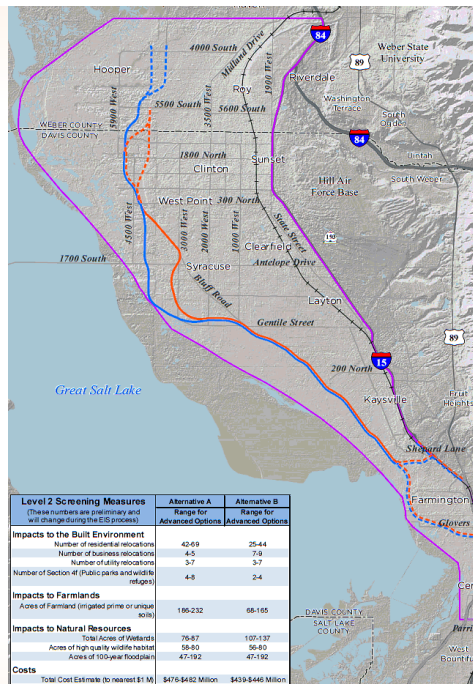 84
Weber State
University
4000 South
Midland Drive
1900 West
89
Hooper
Riverdale
Roy
Washington
Terrace
5900 West
5500 South
3500 West
5600 South
South
Ogden
WEBER COUNTY
DAVIS COUNTY
84
Uintah
1800 North
Sunset
Clinton
South Weber
Hill Air
Force Base
West Point
300 North
4500 West
3000 West
2000 West
1000 West
State Street
193
Clearfield
1700 South
Antelope Drive
Syracuse
Bluff Road
Layton
Gentile Street
89
15
200 North
Great Salt Lake
Kaysville
Fruit
Heights
Shepard Lane
Farmington
Glovers
Level 2 Screening Measures
(These numbers are preliminary and
will change during the EIS process)
Alternative A
Range for
Advanced Options
Alternative B
Range for
Advanced Options
Impacts to the Built Environment
Number of residential relocations 42-69 25-44
Number of business relocations 4-5 7-9
Number of utility relocations 3-7 3-7
Number of Section 4f (Public parks and wildlife
refuges) 4-8 2-4
Impacts to Farmlands
Acres of Farmland (irrigated prime or unique
soils) 186-232 68-165
Impacts to Natural Resources
Total Acres of Wetlands 76-87 107-137
Acres of high quality wildlife habitat 58-80 56-80
Acres of 100-year floodplain 47-192 47-192
Costs
Total Cost Estimate (to nearest $1 M) $476-$482 Million $439-$446 Million
DAVIS COUNTY
SALT LAKE
COUNTY
Cen
Parri
West
Bountif